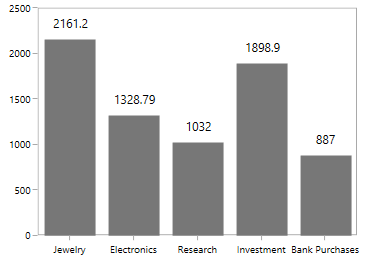 2500
2000
1500
1000
500
0
2161.2
1328.79
1032
1898.9
887
Jewelry
Electronics
Research
Investment
Bank Purchases